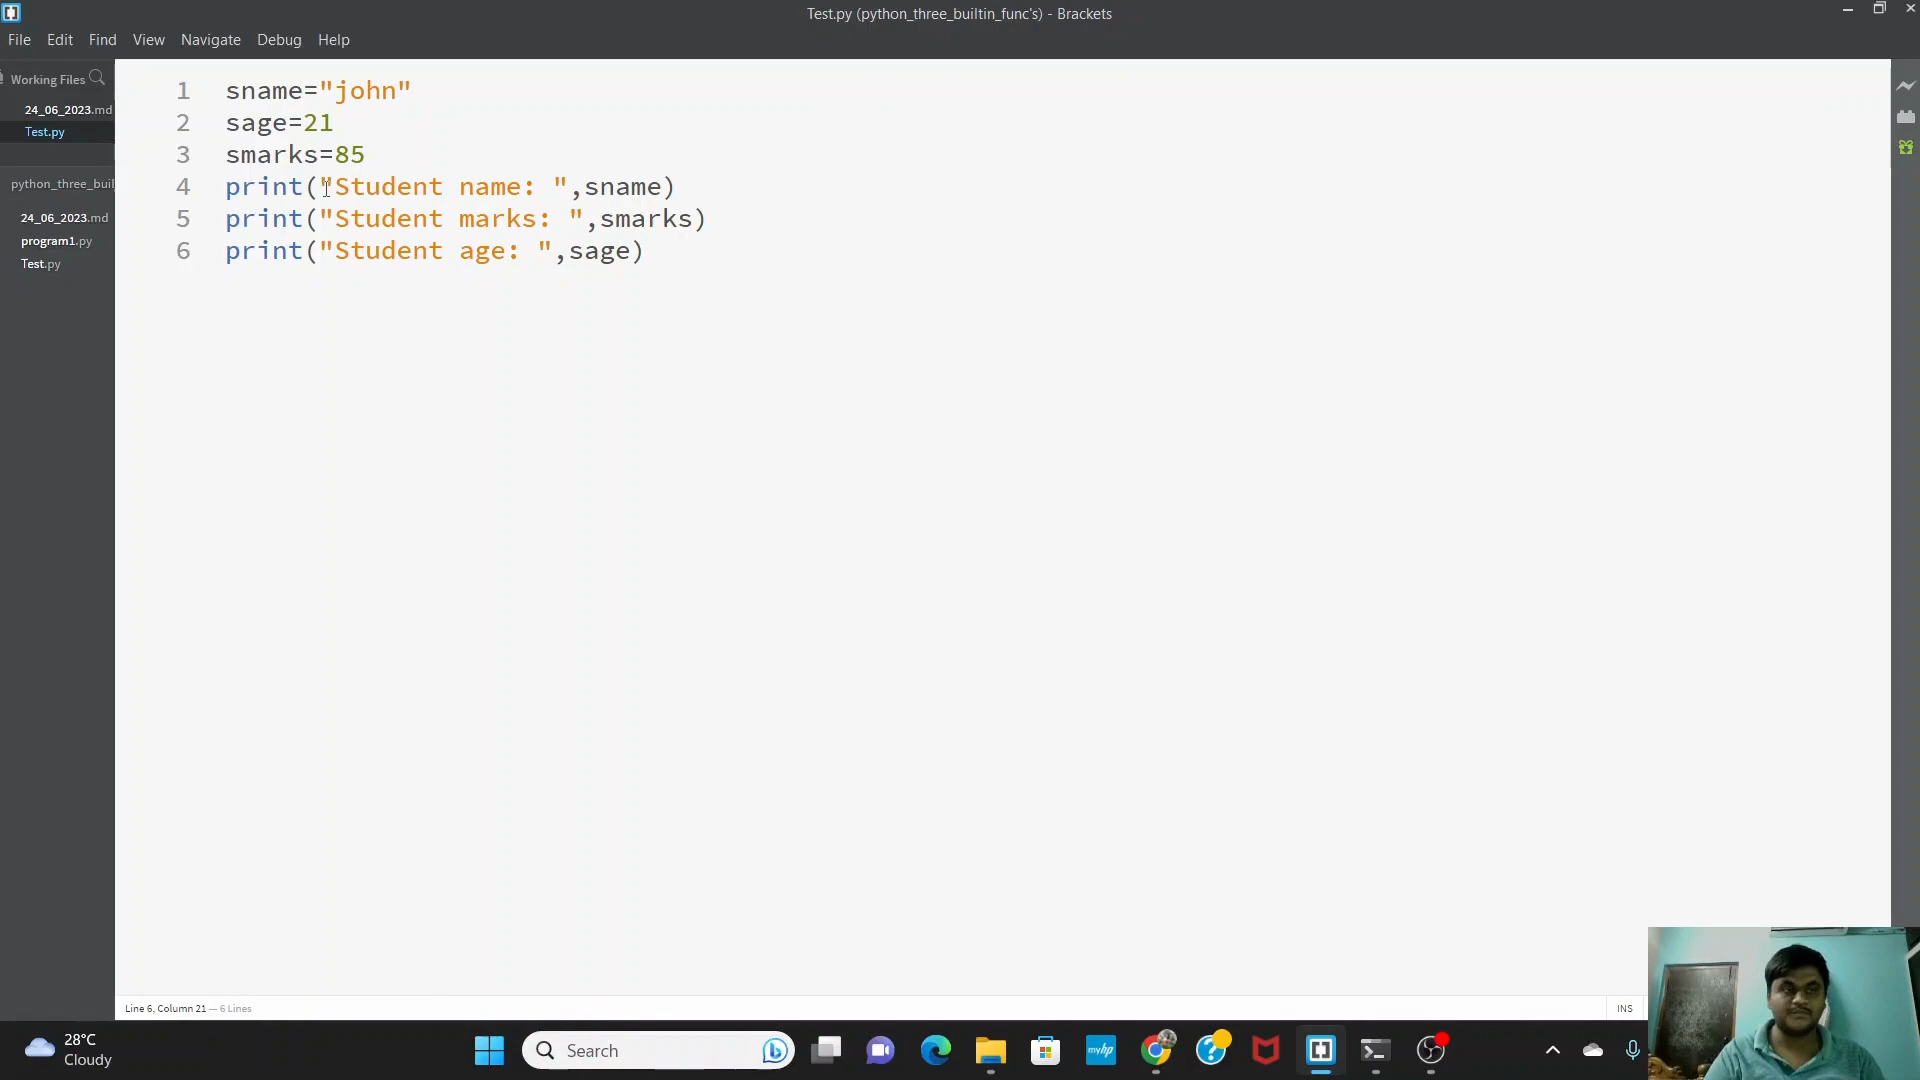 Test.py (python_three_builtin_func's) - Brackets
File Edit Find View Navigate Debug Help
Working Files
24_06_2023.md
Test.py
python_three_buil
24_06_2023.md
program1.py
Test.py
1 sname="john"
2 sage=21
3 smarks=85
4 print("Student name: ",sname)
5 print("Student marks: ",smarks)
6 print("Student age: ",sage)
Line 6, Column 21 — 6 Lines
INS
28°C
Cloudy
Search
myhp